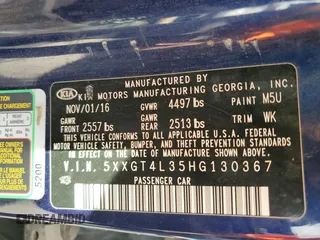 MANUFACTURED BY
KIA MOTORS MANUFACTURING GEORGIA, INC.
NOV/01/16 GVWR 4497 lbs PAINT M5U
GAWR GAWR
FRONT 2557 lbs REAR 2513 lbs TRIM WK
THIS VEHICLE CONFORMS TO ALL APPLICABLE
FEDERAL MOTOR VEHICLE SAFETY, BUMPER,
AND THEFT PREVENTION STANDARDS IN EFFECT
ON THE DATE OF MANUFACTURE SHOWN ABOVE.
V.I.N. 5XXGT4L35HG130367
PASSENGER CAR
5200